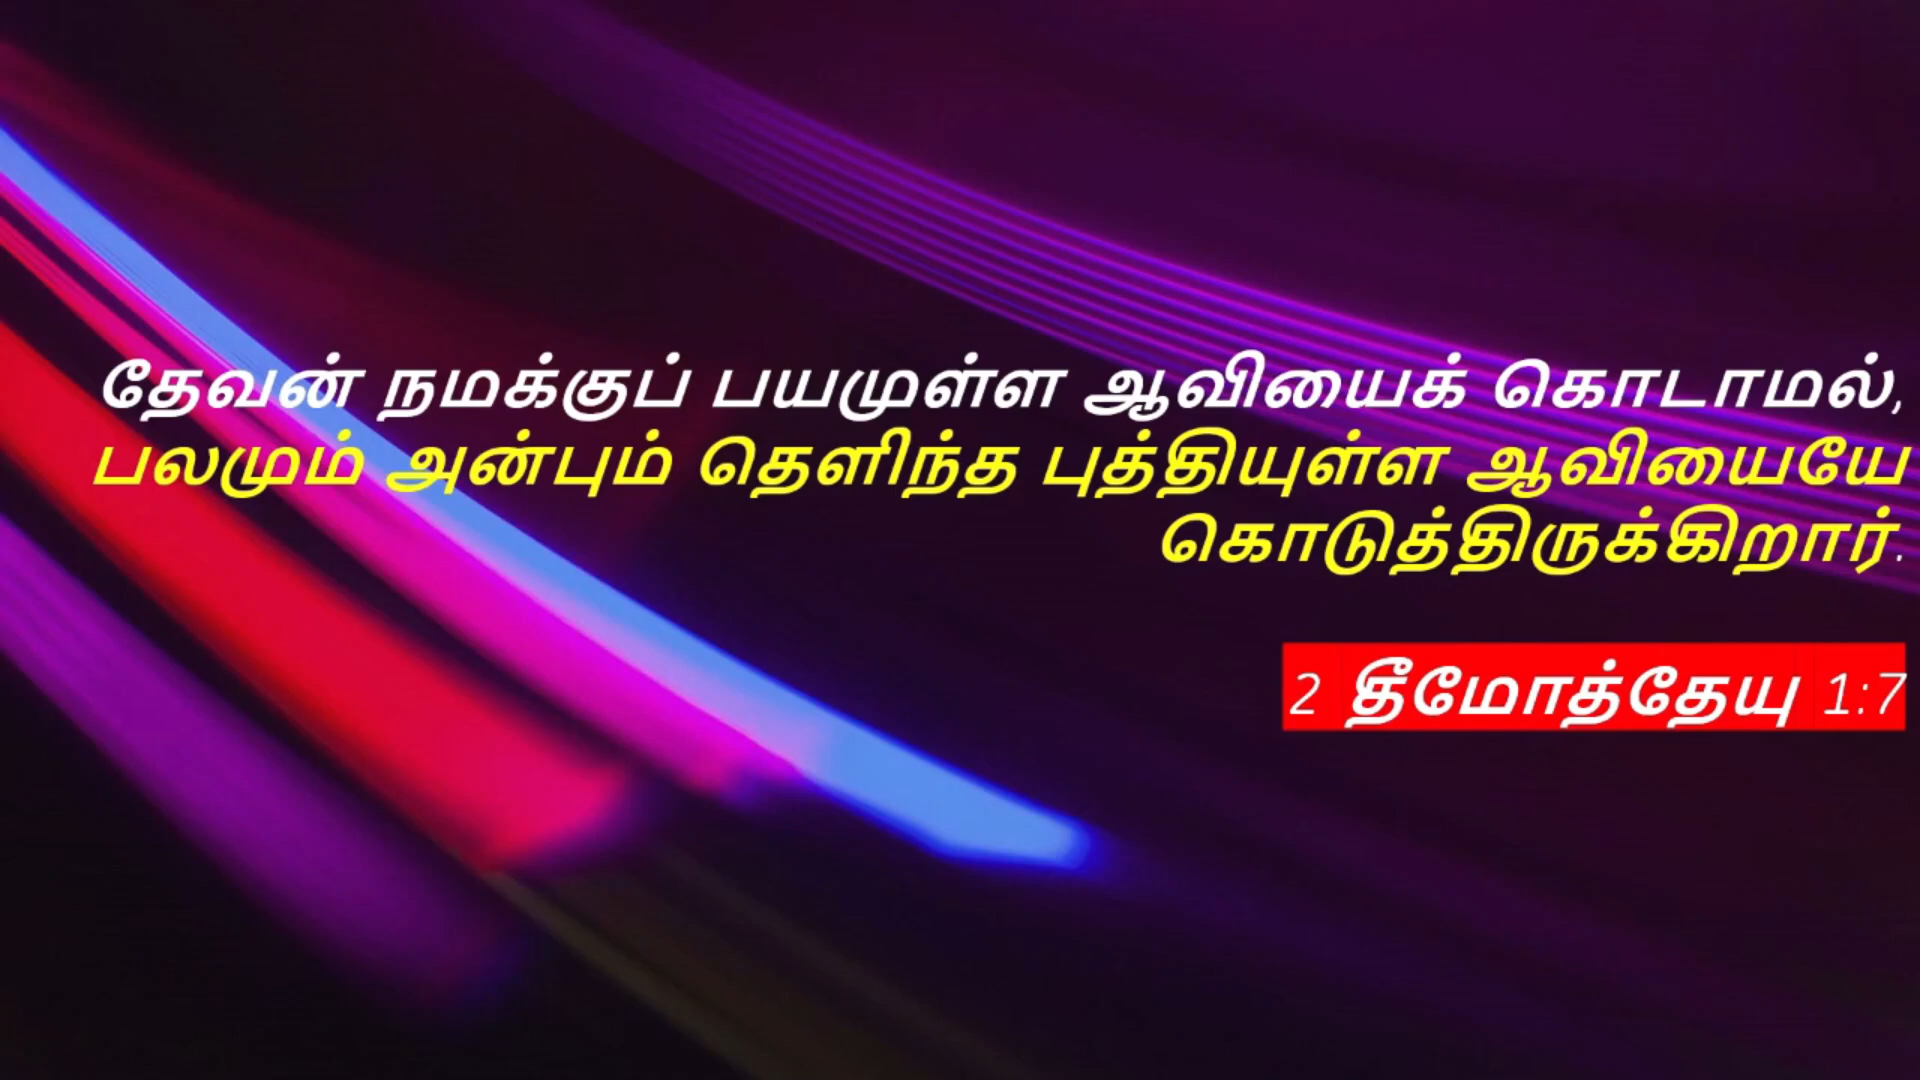 தேவன் நமக்குப் பயமுள்ள ஆவியைக் கொடாமல்,
பலமும் அன்பும் தெளிந்த புத்தியுள்ள ஆவியையே
கொடுத்திருக்கிறார்.
2 தீமோத்தேயு 1:7